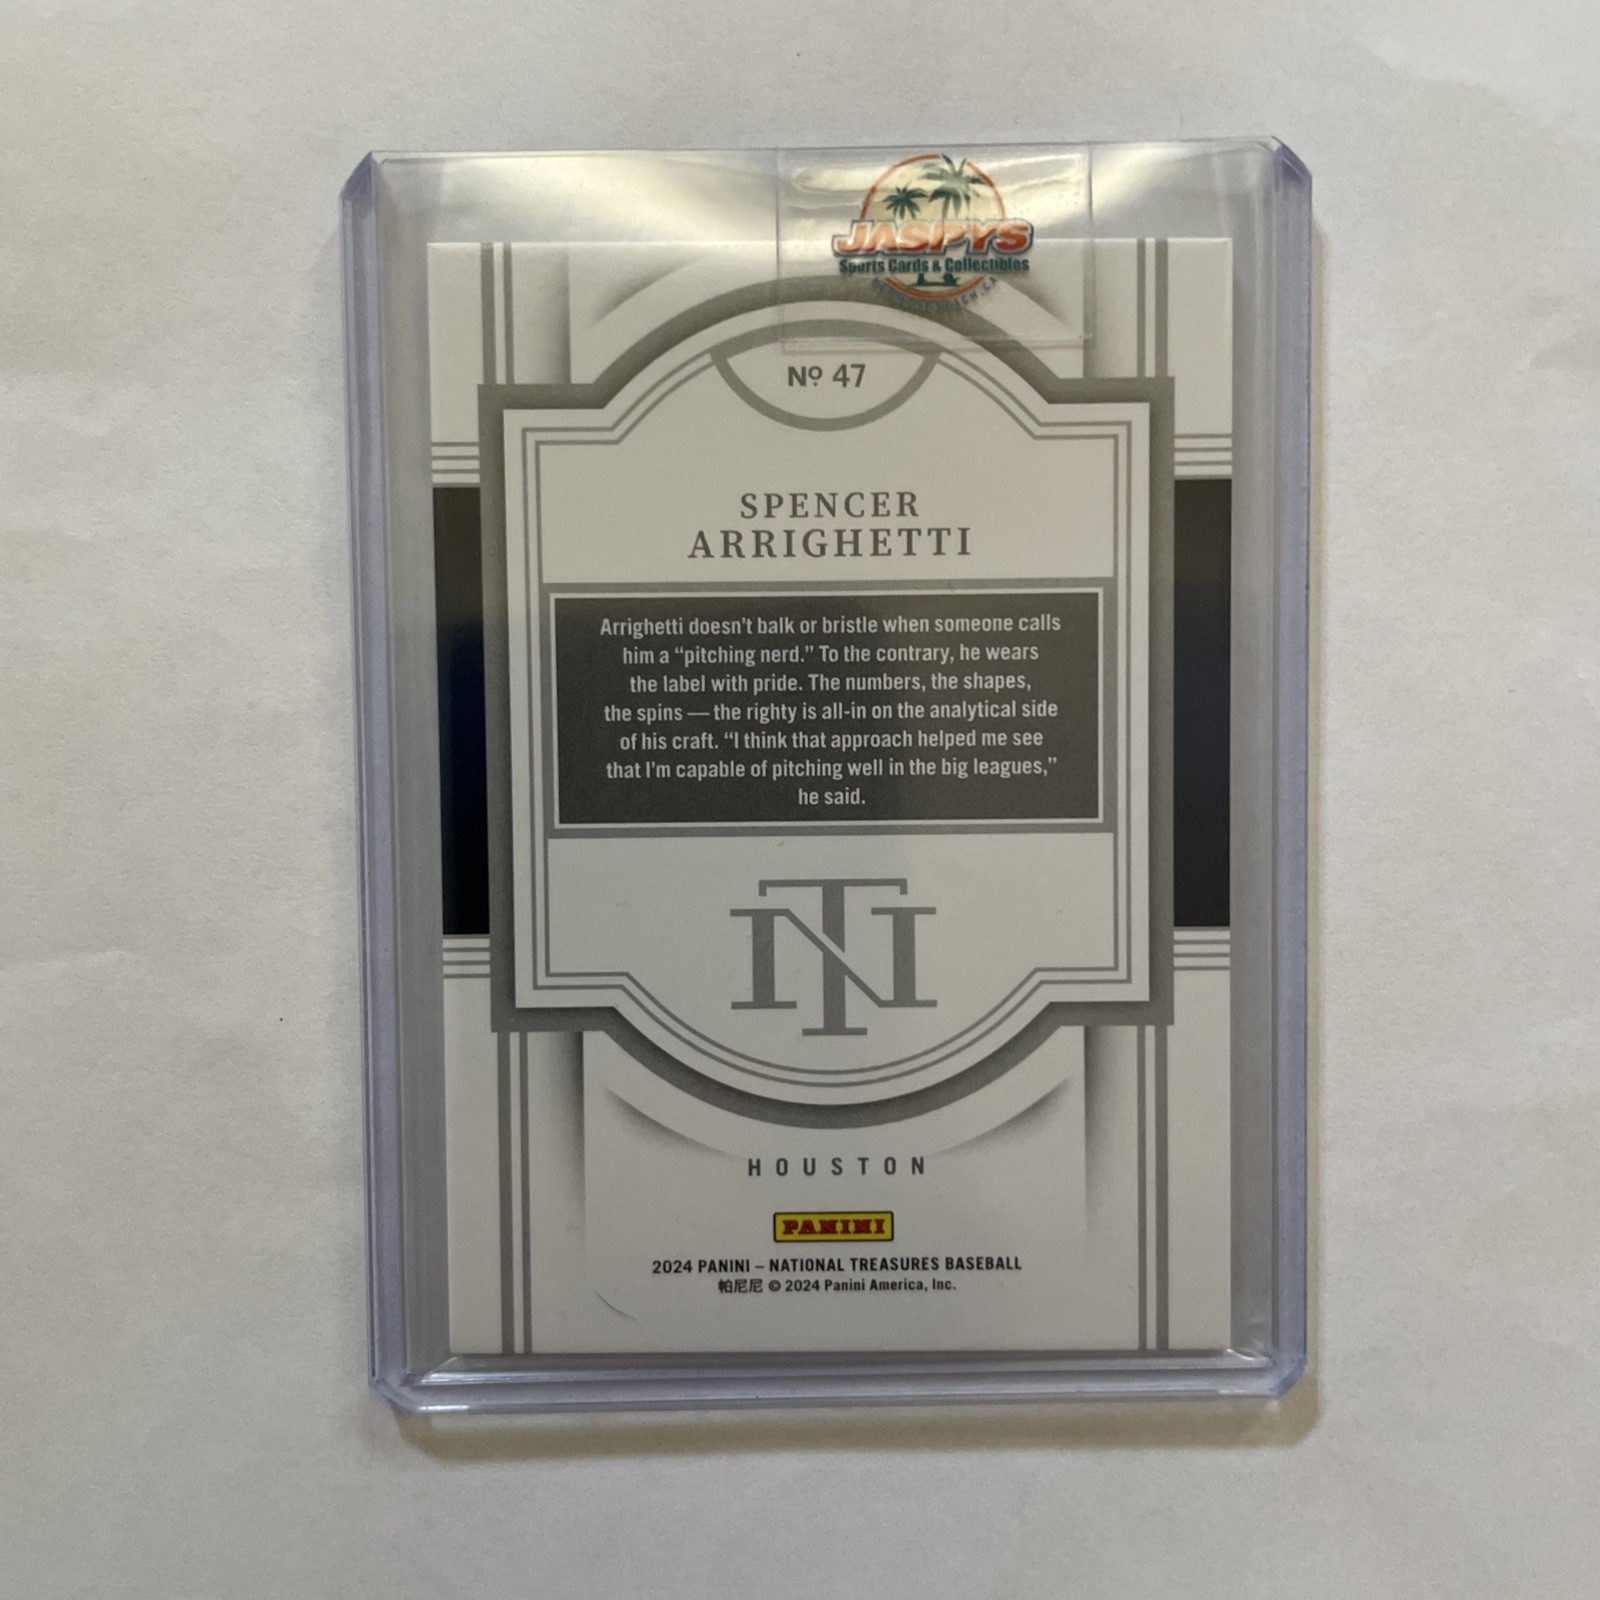 JASPYS
Sports Cards & Collectibles
Nº 47
SPENCER
ARRIGHETTI
Arrighetti doesn't balk or bristle when someone calls
him a “pitching nerd.” To the contrary, he wears
the label with pride. The numbers, the shapes,
the spins — the righty is all-in on the analytical side
of his craft. “I think that approach helped me see
that I'm capable of pitching well in the big leagues,”
he said.
NT
HOUSTON
PANINI
2024 PANINI – NATIONAL TREASURES BASEBALL
帕尼尼 © 2024 Panini America, Inc.